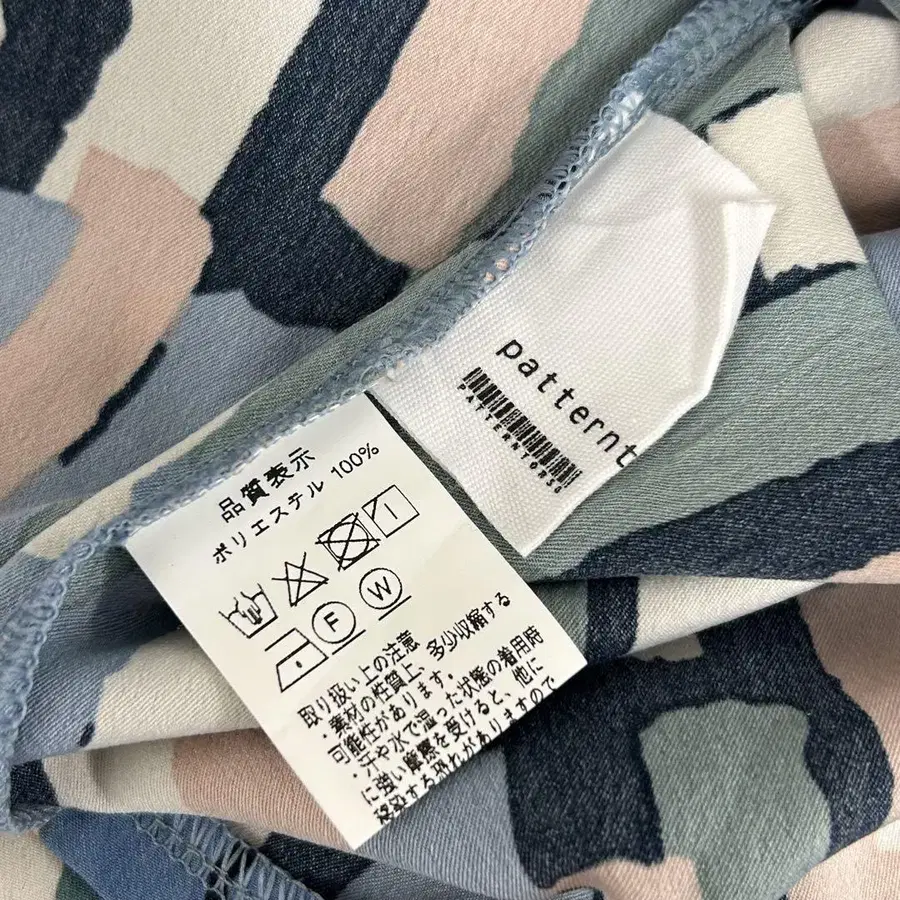 patternt
PATTERNTORSO
品質表示
ポリエステル 100%
F W
取り扱い上の注意
・素材の性質上、多少収縮する
可能性があります。
・汗や水で湿った状態の着用時
に強い摩擦を受けると、他に
移染する恐れがありますので